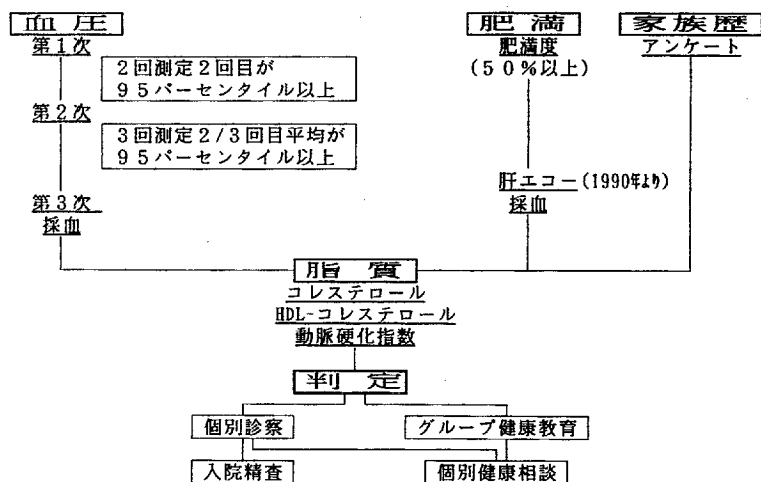 血圧
第1次
2回測定2回目が
95パーセンタイル以上
第2次
3回測定2/3回目平均が
95パーセンタイル以上
第3次
採血
肥満
肥満度
(50%以上)
肝エコー(1990年より)
採血
家族歴
アンケート
脂質
コレステロール
HDL-コレステロール
動脈硬化指数
判定
個別診察
グループ健康教育
入院精査
個別健康相談